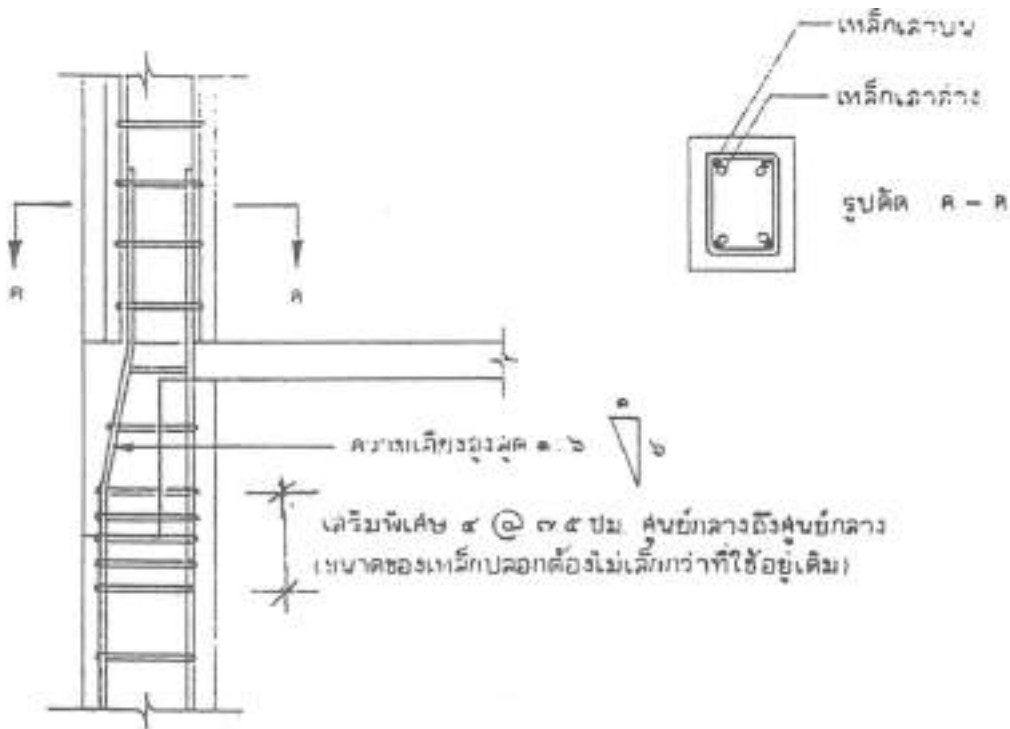 เหล็กเสาบน
เหล็กเสาล่าง
รูปตัด ค - ค
ค
ค
ความเอียงสูงสุด ๑ : ๖
๑
๖
เสริมพิเศษ ๔ @ ๗.๕ ซม. ศูนย์กลางถึงศูนย์กลาง
(ขนาดของเหล็กปลอกต้องไม่เล็กกว่าที่ใช้อยู่เดิม)